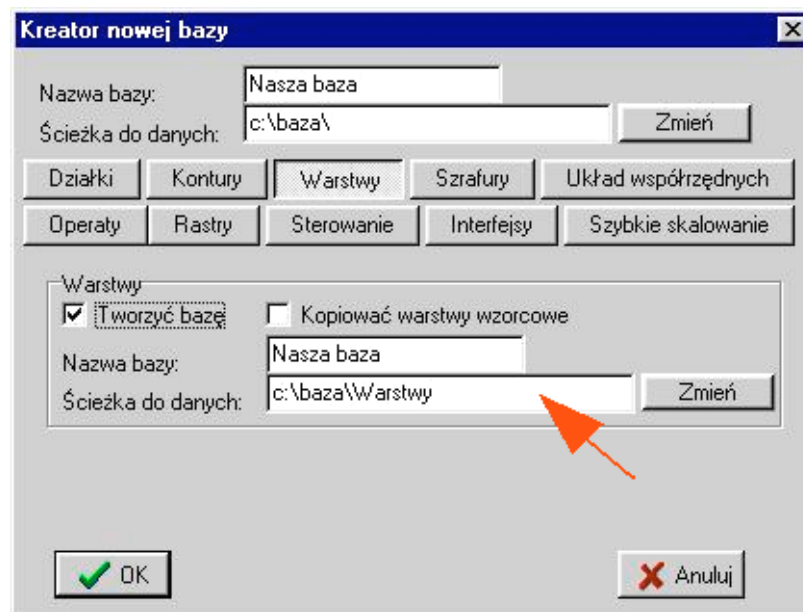 Kreator nowej bazy
Nazwa bazy: Nasza baza
Ścieżka do danych: c:\baza\ Zmień
Działki Kontury Warstwy Szrafury Układ współrzędnych
Operaty Rastry Sterowanie Interfejsy Szybkie skalowanie
Warstwy
Tworzyć bazę Kopiować warstwy wzorcowe
Nazwa bazy: Nasza baza
Ścieżka do danych: c:\baza\Warstwy Zmień
OK Anuluj